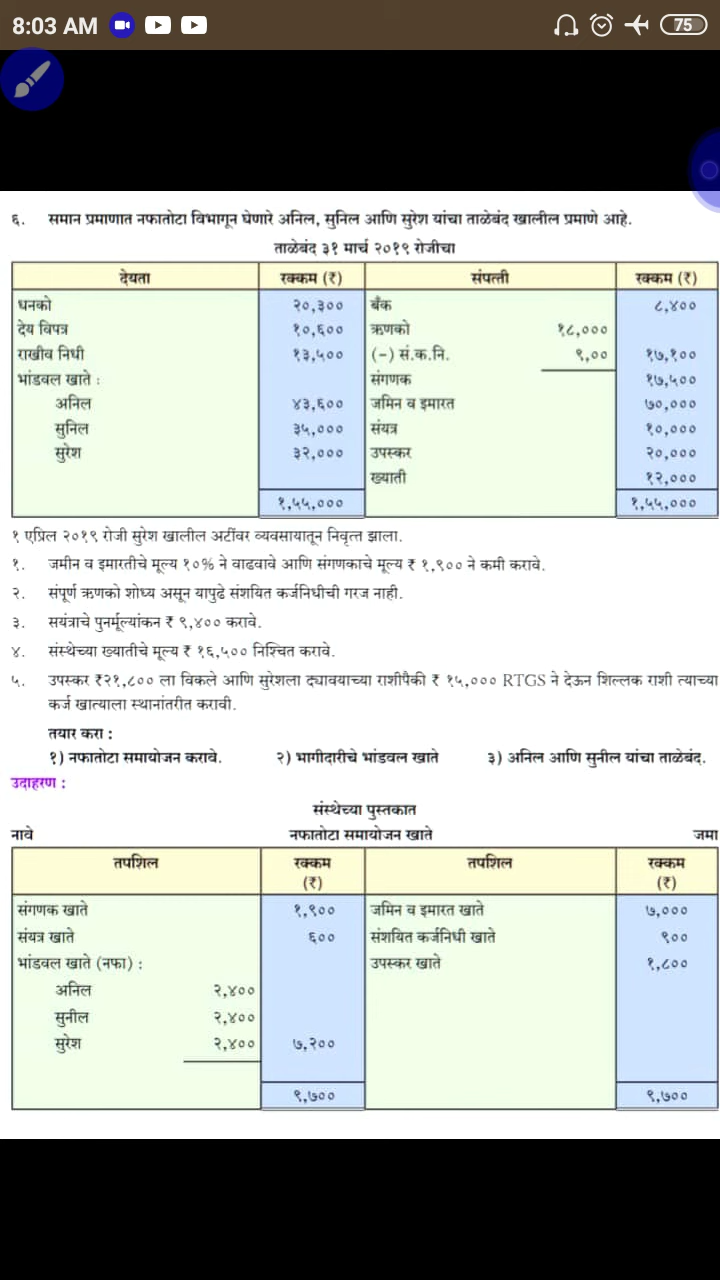 8:03 AM 75
६. समान प्रमाणात नफातोटा विभागून घेणारे अनिल, सुनिल आणि सुरेश यांचा ताळेबंद खालील प्रमाणे आहे.
ताळेबंद ३१ मार्च २०१९ रोजीचा
देयता रक्कम (₹) संपत्ती रक्कम (₹)
धनको २०,३०० बँक ८,४००
देय विपत्र १०,६०० ऋणको १८,०००
राखीव निधी १३,५०० (-) सं.क.नि. ९,०० १७,१००
भांडवल खाते : संगणक १७,५००
अनिल ४३,६०० जमिन व इमारत ७०,०००
सुनिल ३५,००० संयत्र १०,०००
सुरेश ३२,००० उपस्कर २०,०००
ख्याती १२,०००
१,५५,००० १,५५,०००
१ एप्रिल २०१९ रोजी सुरेश खालील अटींवर व्यवसायातून निवृत्त झाला.
१. जमीन व इमारतीचे मूल्य १०% ने वाढवावे आणि संगणकाचे मूल्य ₹ १,९०० ने कमी करावे.
२. संपूर्ण ऋणको शोध्य असून यापुढे संशयित कर्जनिधीची गरज नाही.
३. सयंत्राचे पुनर्मूल्यांकन ₹ ९,४०० करावे.
४. संस्थेच्या ख्यातीचे मूल्य ₹ १६,५०० निश्चित करावे.
५. उपस्कर ₹२१,८०० ला विकले आणि सुरेशला द्यावयाच्या राशीपैकी ₹ १५,००० RTGS ने देऊन शिल्लक राशी त्याच्या
कर्ज खात्याला स्थानांतरीत करावी.
तयार करा :
१) नफातोटा समायोजन करावे. २) भागीदारीचे भांडवल खाते ३) अनिल आणि सुनील यांचा ताळेबंद.
उदाहरण :
संस्थेच्या पुस्तकात
नावे नफातोटा समायोजन खाते जमा
तपशिल रक्कम तपशिल रक्कम
(₹) (₹)
संगणक खाते १,९०० जमिन व इमारत खाते ७,०००
संयत्र खाते ६०० संशयित कर्जनिधी खाते ९००
भांडवल खाते (नफा) : उपस्कर खाते १,८००
अनिल २,४००
सुनील २,४००
सुरेश २,४०० ७,२००
९,७०० ९,७००